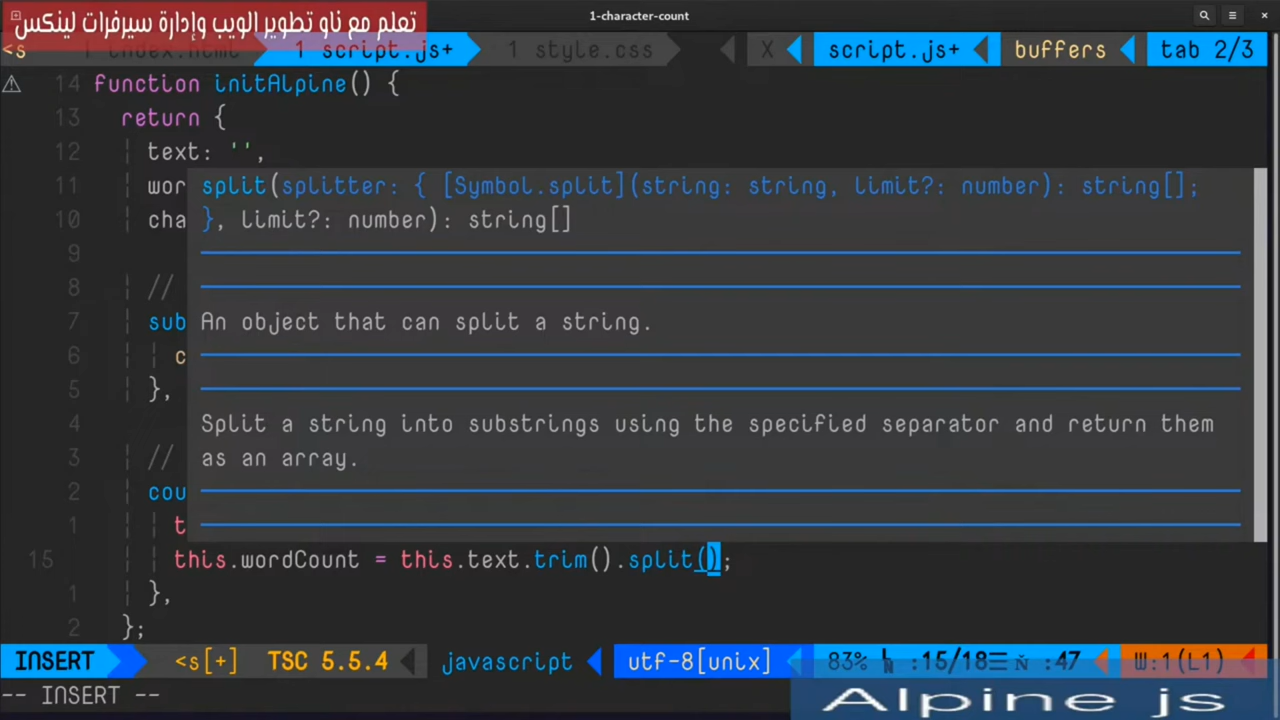 1-character-count
تعلم مع ناو تطوير الويب وإدارة سيرفرات لينكس
<s 1 index.html 1 script.js+ 1 style.css X script.js+ buffers tab 2/3
14 function initAlpine() {
13 return {
12 text: '',
11 wor split(splitter: { [Symbol.split](string: string, limit?: number): string[];
10 cha }, limit?: number): string[]
9
8 //
7 sub An object that can split a string.
6 c
5 },
4 Split a string into substrings using the specified separator and return them
3 // as an array.
2 cou
1 t
15 this.wordCount = this.text.trim().split();
1 },
2 };
INSERT <s[+] TSC 5.5.4 javascript utf-8[unix] 83% :15/18 :47 W:1(L1)
-- INSERT --
Alpine js